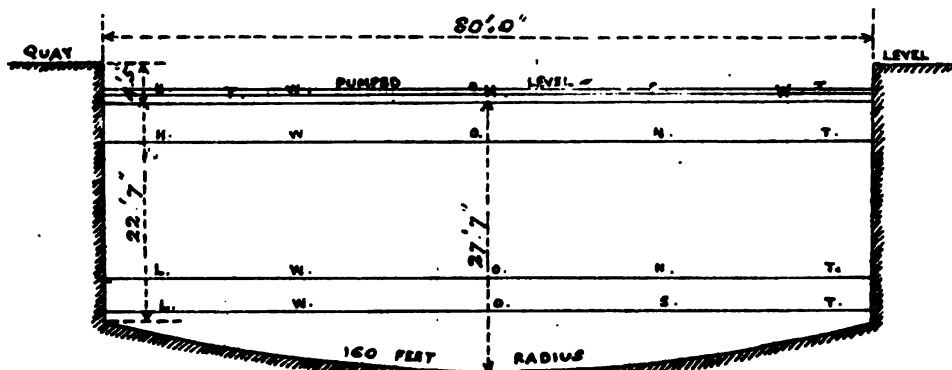 80'.0"
QUAY LEVEL
PUMPED LEVEL
H. W. O. S. T.
H. W. O. N. T.
22'.7"
27'.7"
L. W. O. N. T.
L. W. O. S. T.
160 FEET RADIUS